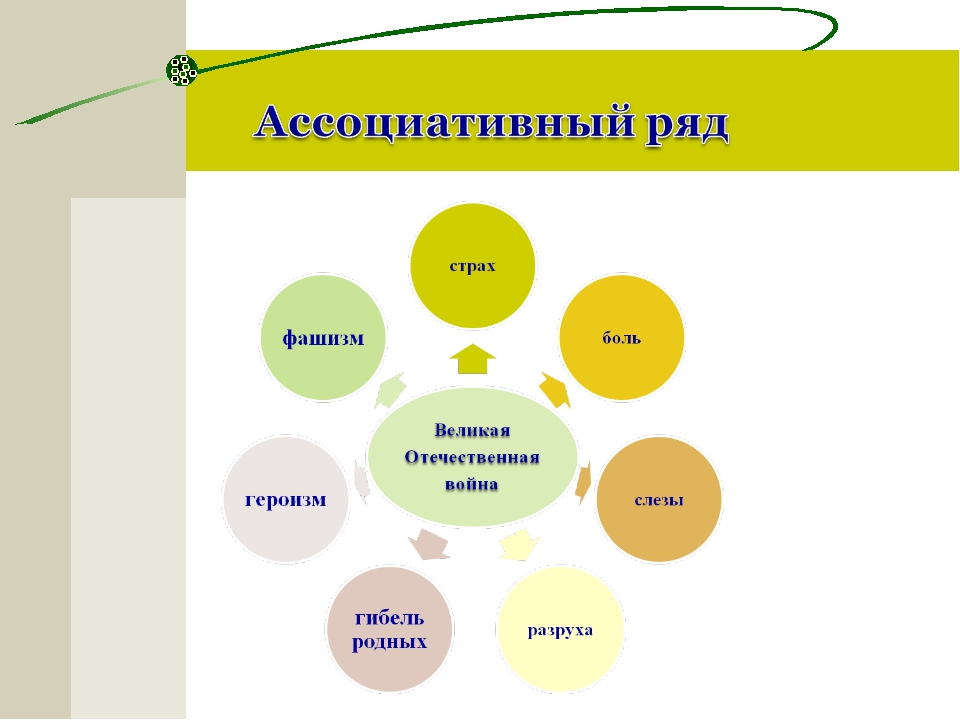 Ассоциативный ряд
страх
фашизм
боль
Великая
Отечественная
война
героизм
слезы
гибель
родных
разруха